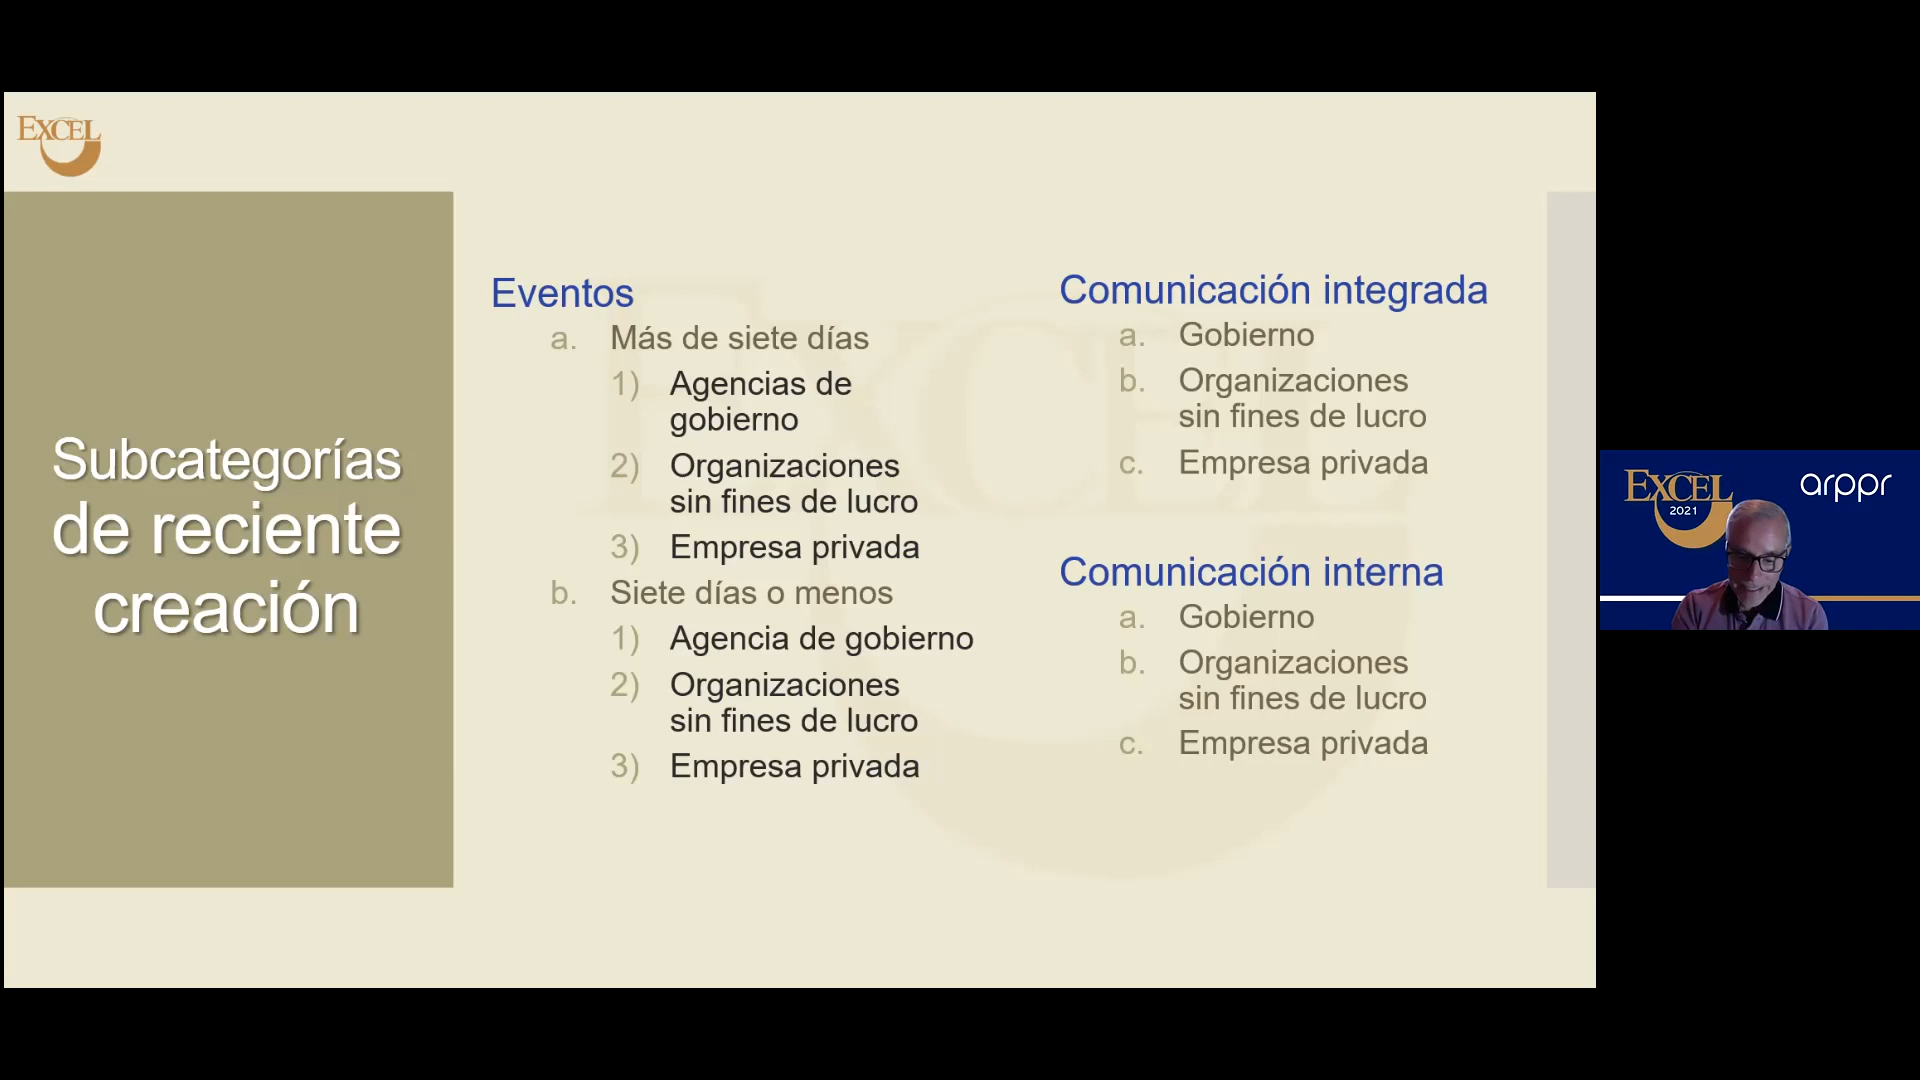 EXCEL
Subcategorías
de reciente
creación
Eventos
a. Más de siete días
1) Agencias de
gobierno
2) Organizaciones
sin fines de lucro
3) Empresa privada
b. Siete días o menos
1) Agencia de gobierno
2) Organizaciones
sin fines de lucro
3) Empresa privada
Comunicación integrada
a. Gobierno
b. Organizaciones
sin fines de lucro
c. Empresa privada
Comunicación interna
a. Gobierno
b. Organizaciones
sin fines de lucro
c. Empresa privada
EXCEL
EXCEL
2021
arppr